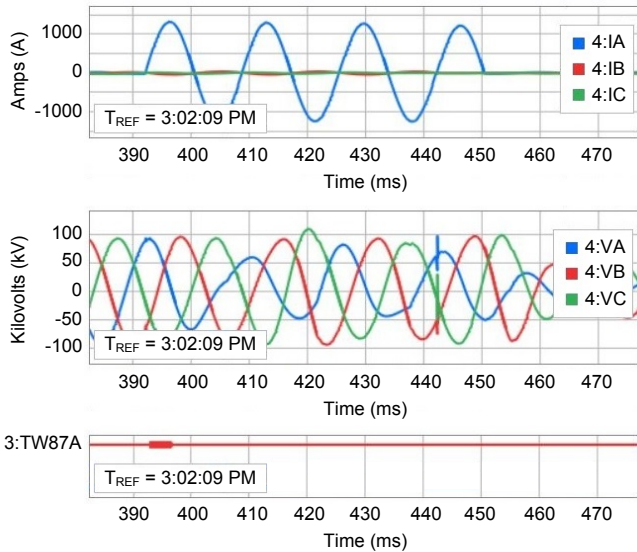 Amps (A)
1000
0
-1000
4:IA
4:IB
4:IC
TREF = 3:02:09 PM
390 400 410 420 430 440 450 460 470
Time (ms)
Kilovolts (kV)
100
50
0
-50
-100
4:VA
4:VB
4:VC
TREF = 3:02:09 PM
390 400 410 420 430 440 450 460 470
Time (ms)
3:TW87A
TREF = 3:02:09 PM
390 400 410 420 430 440 450 460 470
Time (ms)